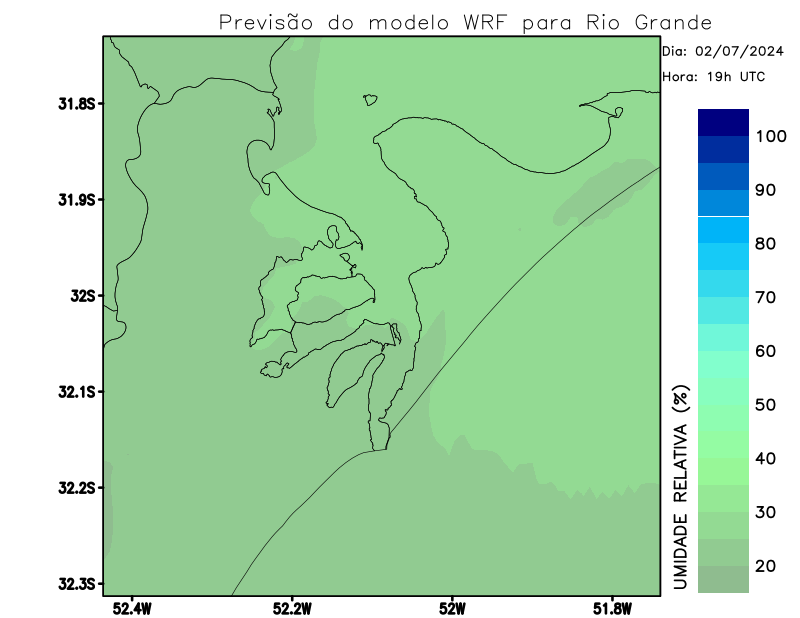 Previsão do modelo WRF para Rio Grande
Dia: 02/07/2024
Hora: 19h UTC
31.8S
31.9S
32S
32.1S
32.2S
32.3S
52.4W
52.2W
52W
51.8W
100
90
80
70
60
50
40
30
20
UMIDADE RELATIVA (%)